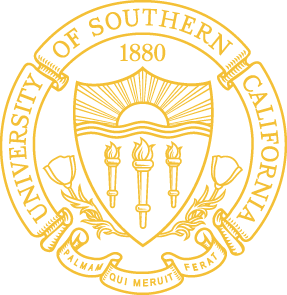 UNIVERSITY OF SOUTHERN CALIFORNIA
1880
PALMAM QUI MERUIT FERAT